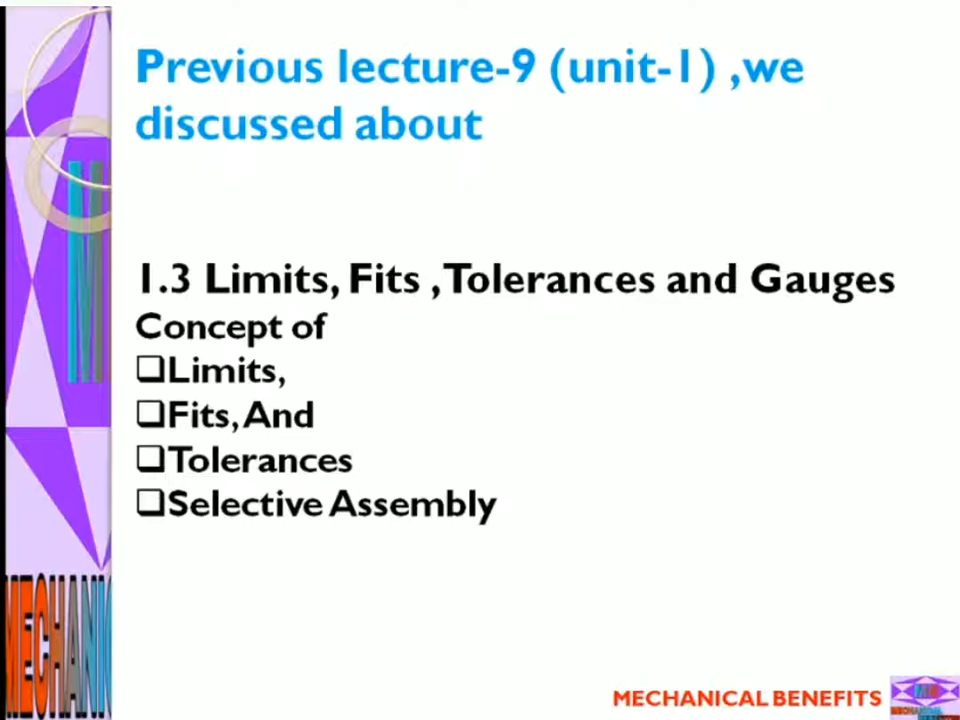 Previous lecture-9 (unit-1) ,we
discussed about
1.3 Limits, Fits ,Tolerances and Gauges
Concept of
❑Limits,
❑Fits, And
❑Tolerances
❑Selective Assembly
MECHANIC
MECHANICAL BENEFITS